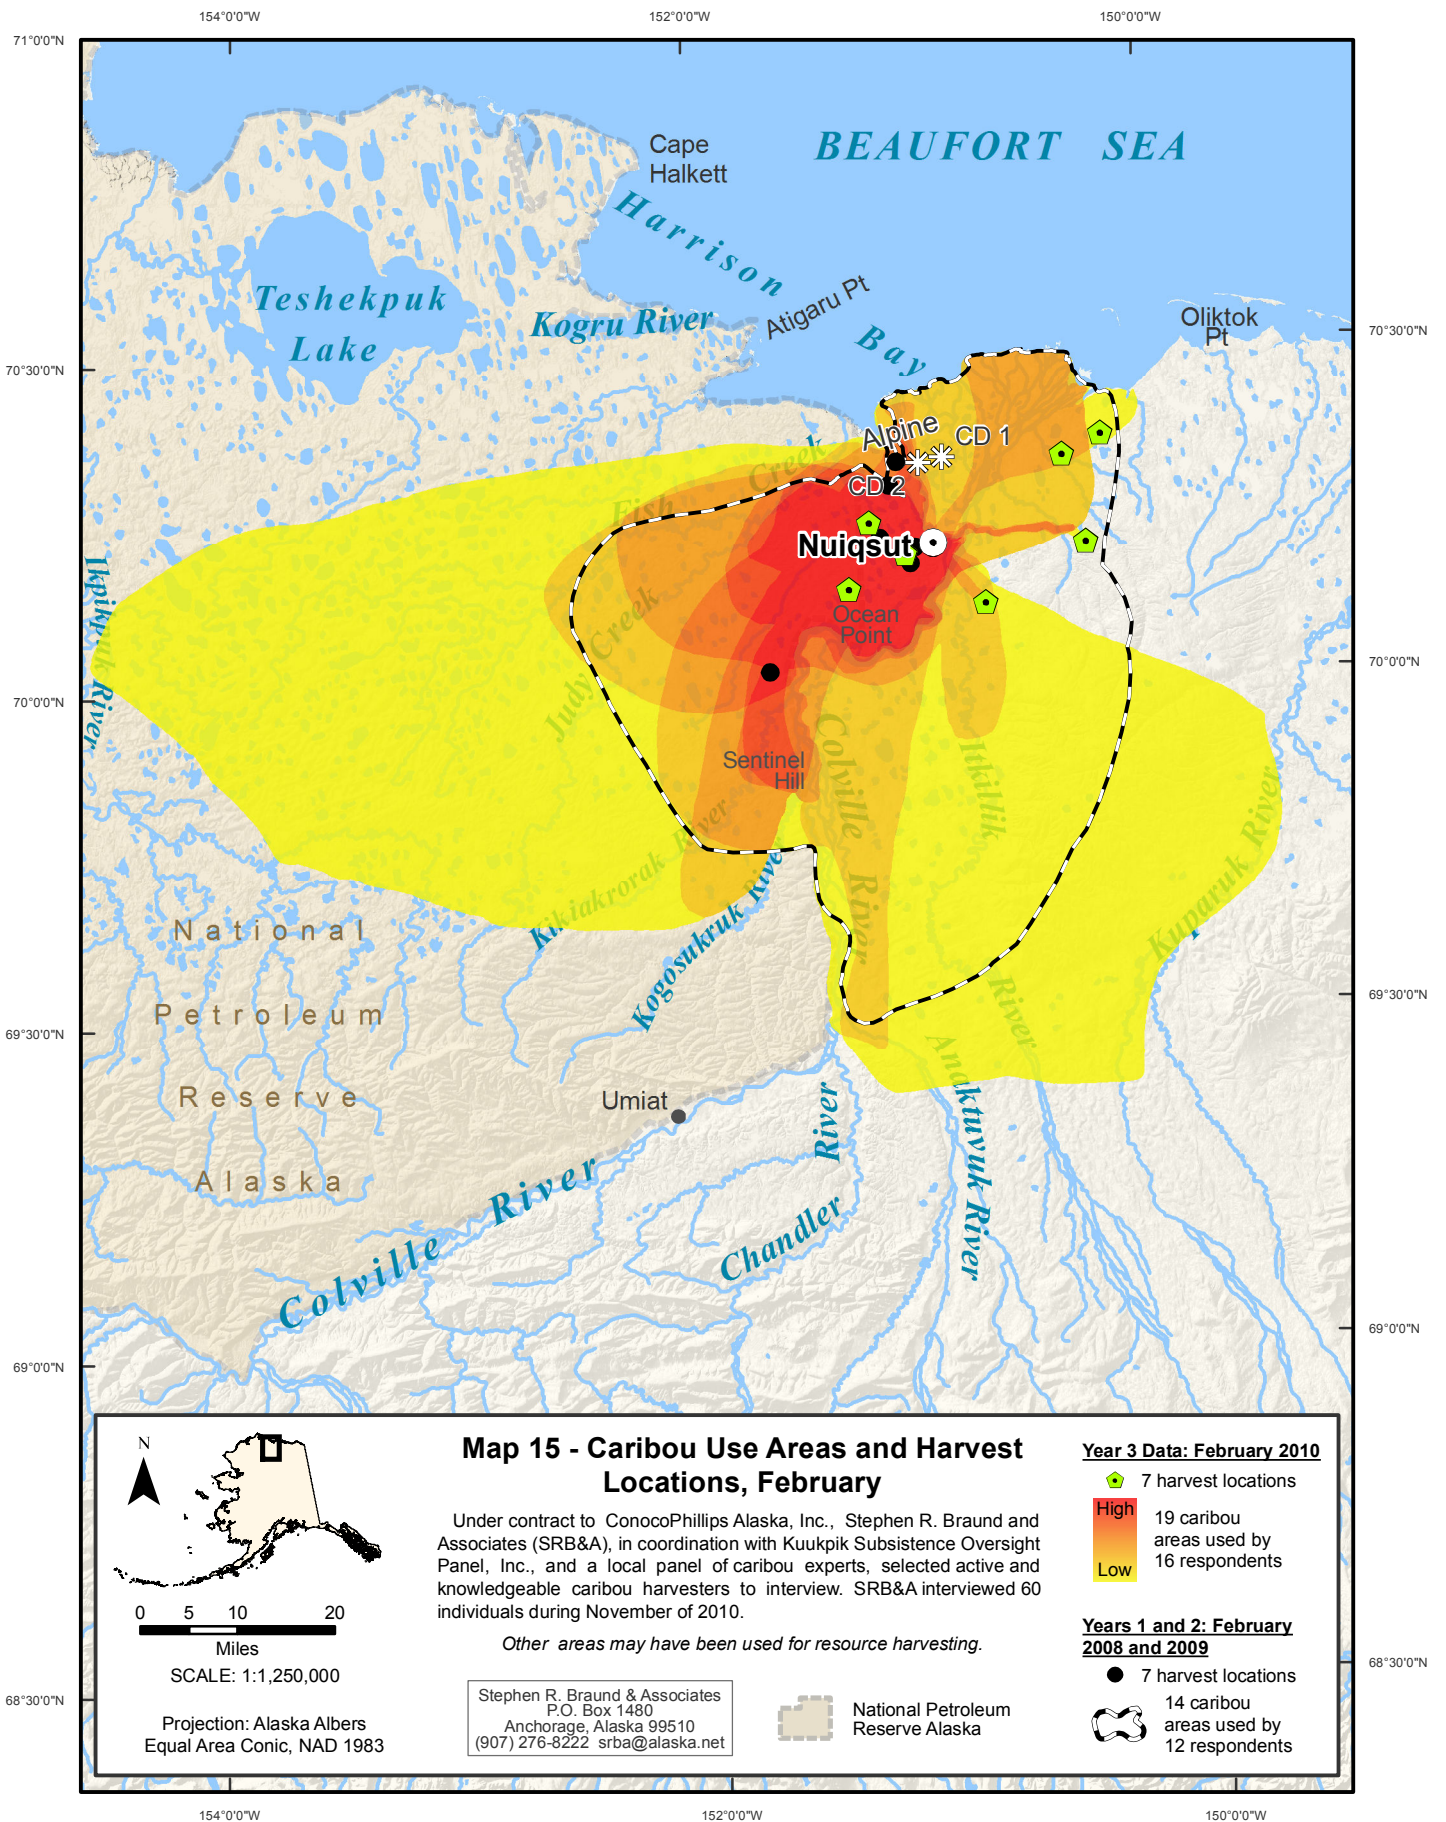 154°0'0"W
152°0'0"W
150°0'0"W
71°0'0"N
Cape
Halkett
BEAUFORT SEA
Harrison
Bay
Teshekpuk
Lake
Kogru River
Atigaru Pt
Oliktok
Pt
70°30'0"N
70°30'0"N
Alpine
CD 1
CD 2
Fish Creek
Nuiqsut
Ocean
Point
Judy Creek
Ikpikpuk River
70°0'0"N
70°0'0"N
Sentinel
Hill
Colville River
Itkillik
River
Kikiakrorak River
Kogosukruk River
Kuparuk River
National
Petroleum
Reserve
Alaska
69°30'0"N
69°30'0"N
Umiat
Anaktuvuk River
Chandler
River
Colville River
69°0'0"N
69°0'0"N
N
0 5 10 20
Miles
SCALE: 1:1,250,000
Projection: Alaska Albers
Equal Area Conic, NAD 1983
Map 15 - Caribou Use Areas and Harvest
Locations, February
Under contract to ConocoPhillips Alaska, Inc., Stephen R. Braund and
Associates (SRB&A), in coordination with Kuukpik Subsistence Oversight
Panel, Inc., and a local panel of caribou experts, selected active and
knowledgeable caribou harvesters to interview. SRB&A interviewed 60
individuals during November of 2010.
Other areas may have been used for resource harvesting.
Stephen R. Braund & Associates
P.O. Box 1480
Anchorage, Alaska 99510
(907) 276-8222 srba@alaska.net
National Petroleum
Reserve Alaska
Year 3 Data: February 2010
7 harvest locations
High
Low
19 caribou
areas used by
16 respondents
Years 1 and 2: February
2008 and 2009
7 harvest locations
14 caribou
areas used by
12 respondents
68°30'0"N
68°30'0"N
154°0'0"W
152°0'0"W
150°0'0"W